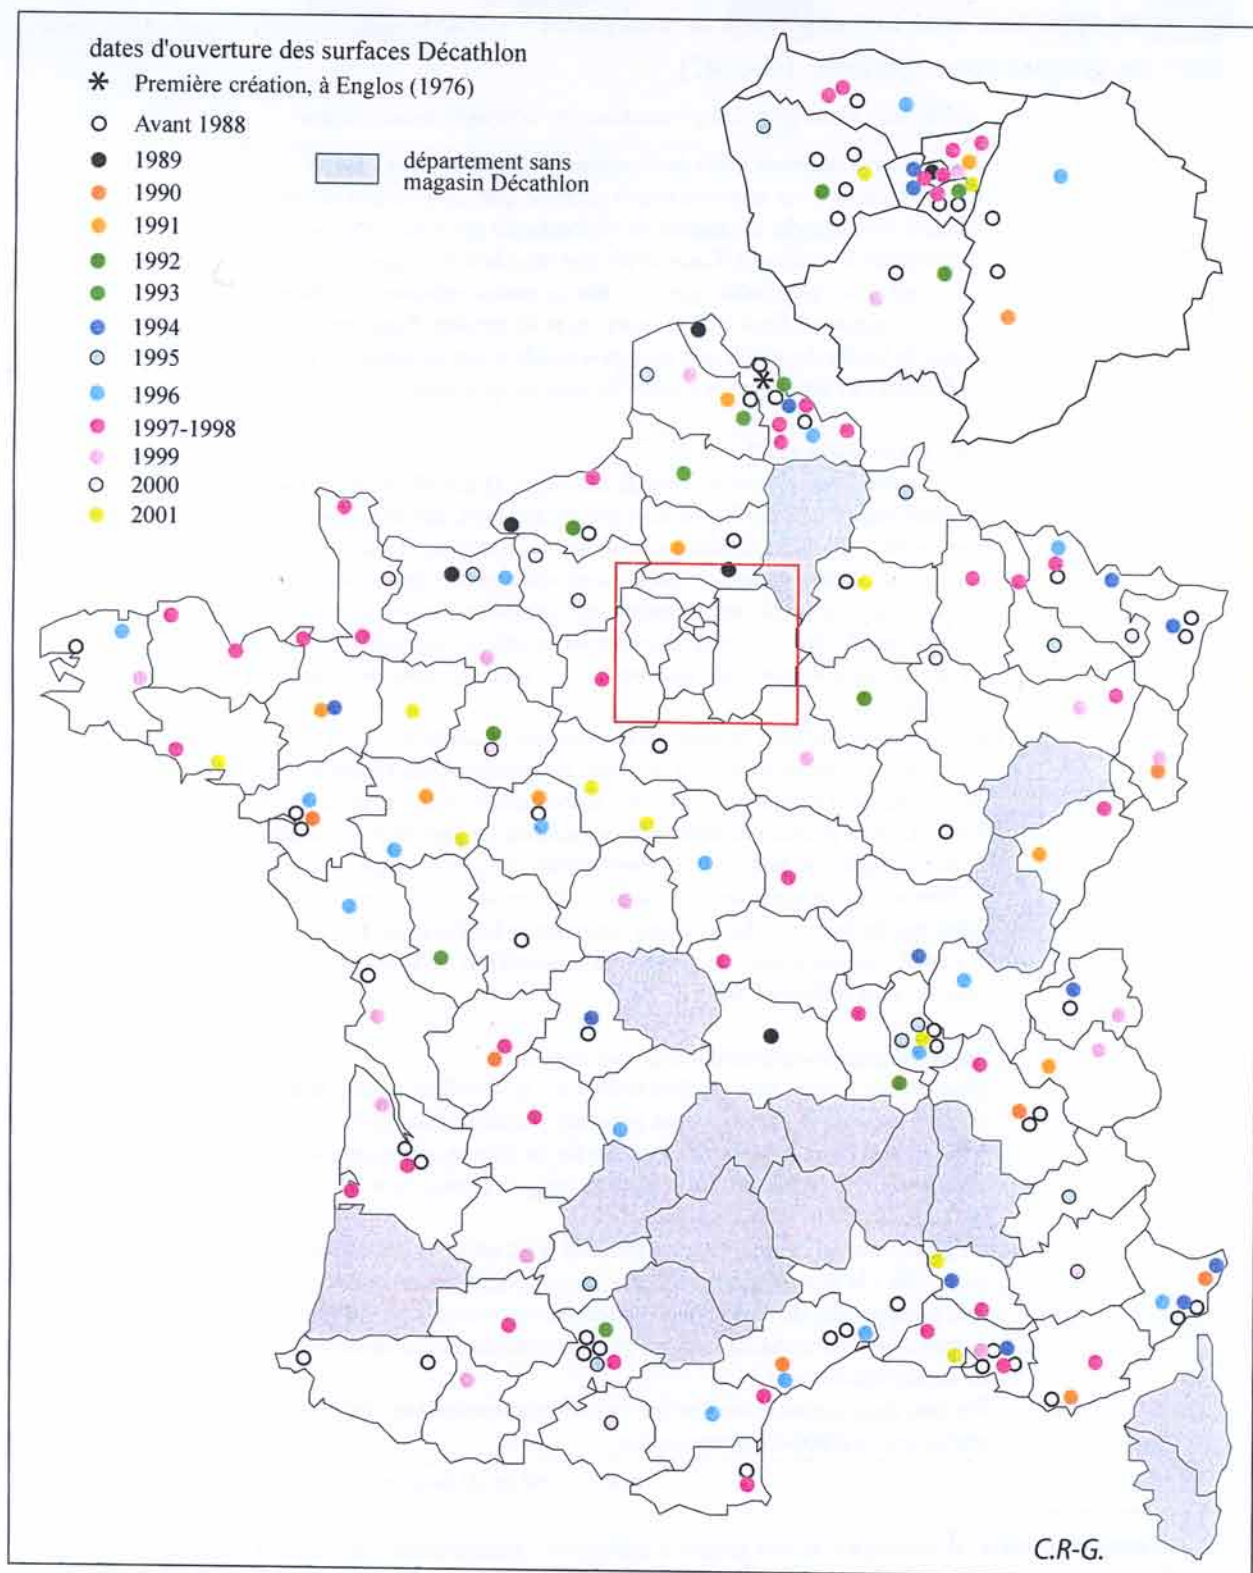 dates d'ouverture des surfaces Décathlon
Première création, à Englos (1976)
Avant 1988
1989
1990
1991
1992
1993
1994
1995
1996
1997-1998
1999
2000
2001
département sans
magasin Décathlon
C.R-G.